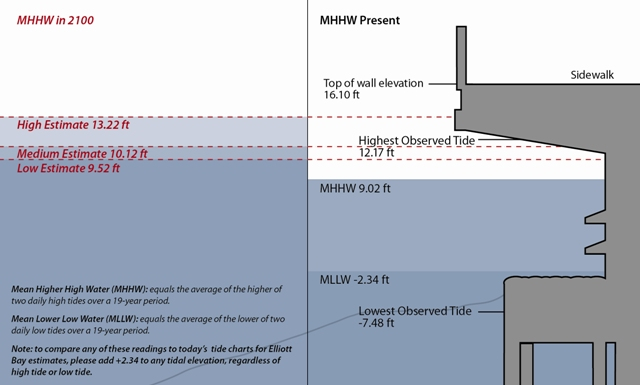 MHHW in 2100
MHHW Present
Sidewalk
Top of wall elevation
16.10 ft
High Estimate 13.22 ft
Highest Observed Tide
12.17 ft
Medium Estimate 10.12 ft
Low Estimate 9.52 ft
MHHW 9.02 ft
MLLW -2.34 ft
Lowest Observed Tide
-7.48 ft
Mean Higher High Water (MHHW): equals the average of the higher of
two daily high tides over a 19-year period.
Mean Lower Low Water (MLLW): equals the average of the lower of two
daily low tides over a 19-year period.
Note: to compare any of these readings to today's tide charts for Elliott
Bay estimates, please add +2.34 to any tidal elevation, regardless of
high tide or low tide.